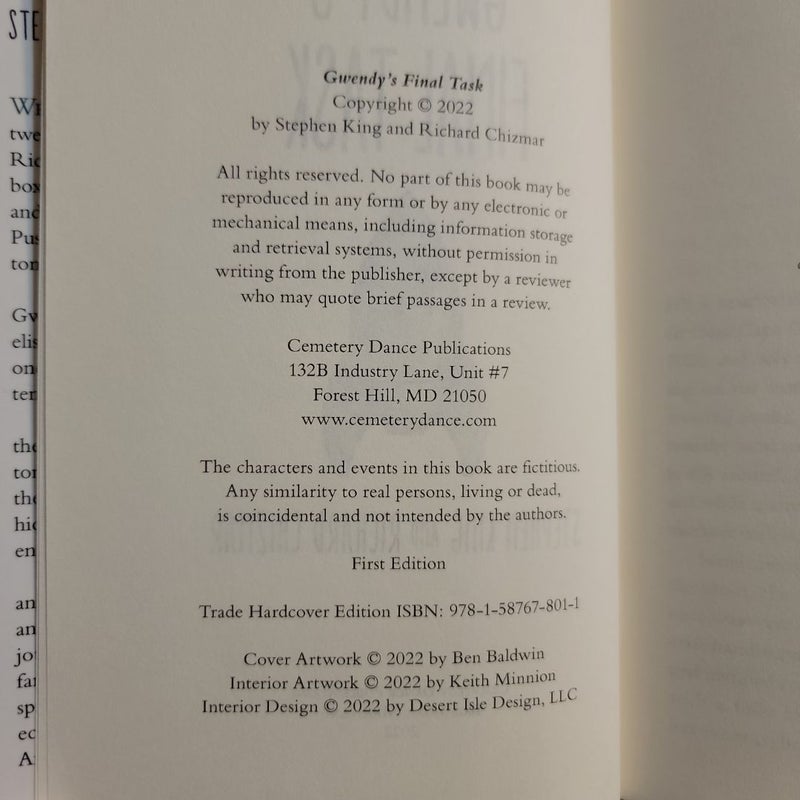 Gwendy's Final Task
Copyright © 2022
by Stephen King and Richard Chizmar
All rights reserved. No part of this book may be
reproduced in any form or by any electronic or
mechanical means, including information storage
and retrieval systems, without permission in
writing from the publisher, except by a reviewer
who may quote brief passages in a review.
Cemetery Dance Publications
132B Industry Lane, Unit #7
Forest Hill, MD 21050
www.cemeterydance.com
The characters and events in this book are fictitious.
Any similarity to real persons, living or dead,
is coincidental and not intended by the authors.
First Edition
Trade Hardcover Edition ISBN: 978-1-58767-801-1
Cover Artwork © 2022 by Ben Baldwin
Interior Artwork © 2022 by Keith Minnion
Interior Design © 2022 by Desert Isle Design, LLC